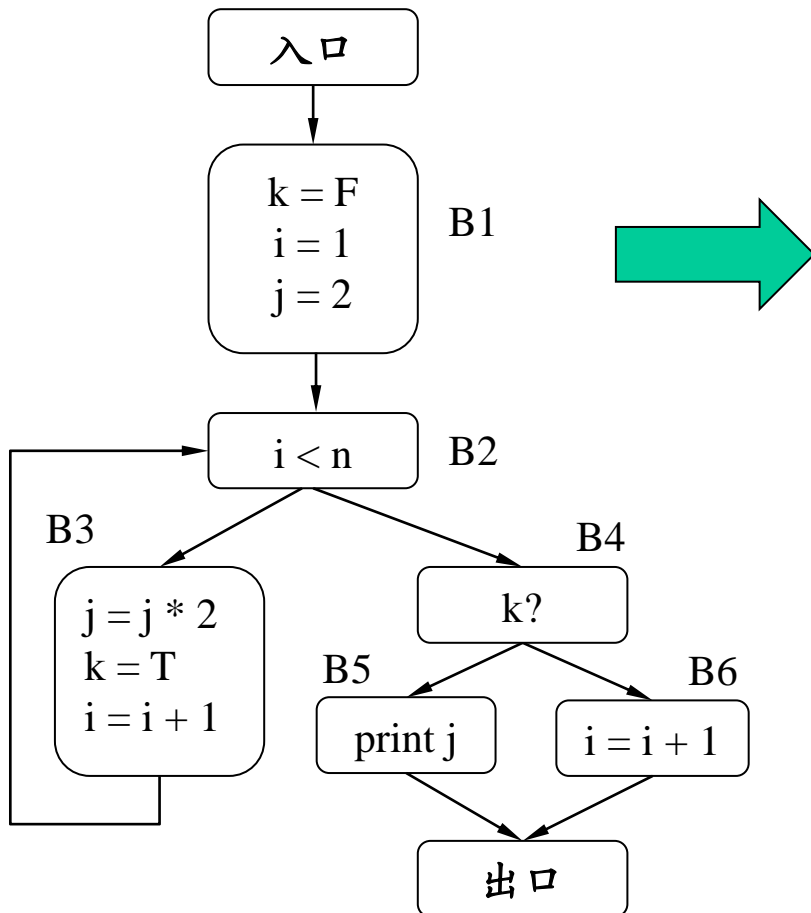 入口
k = F
i = 1
j = 2
B1
i < n
B2
B3
j = j * 2
k = T
i = i + 1
B4
k?
B5
print j
B6
i = i + 1
出口